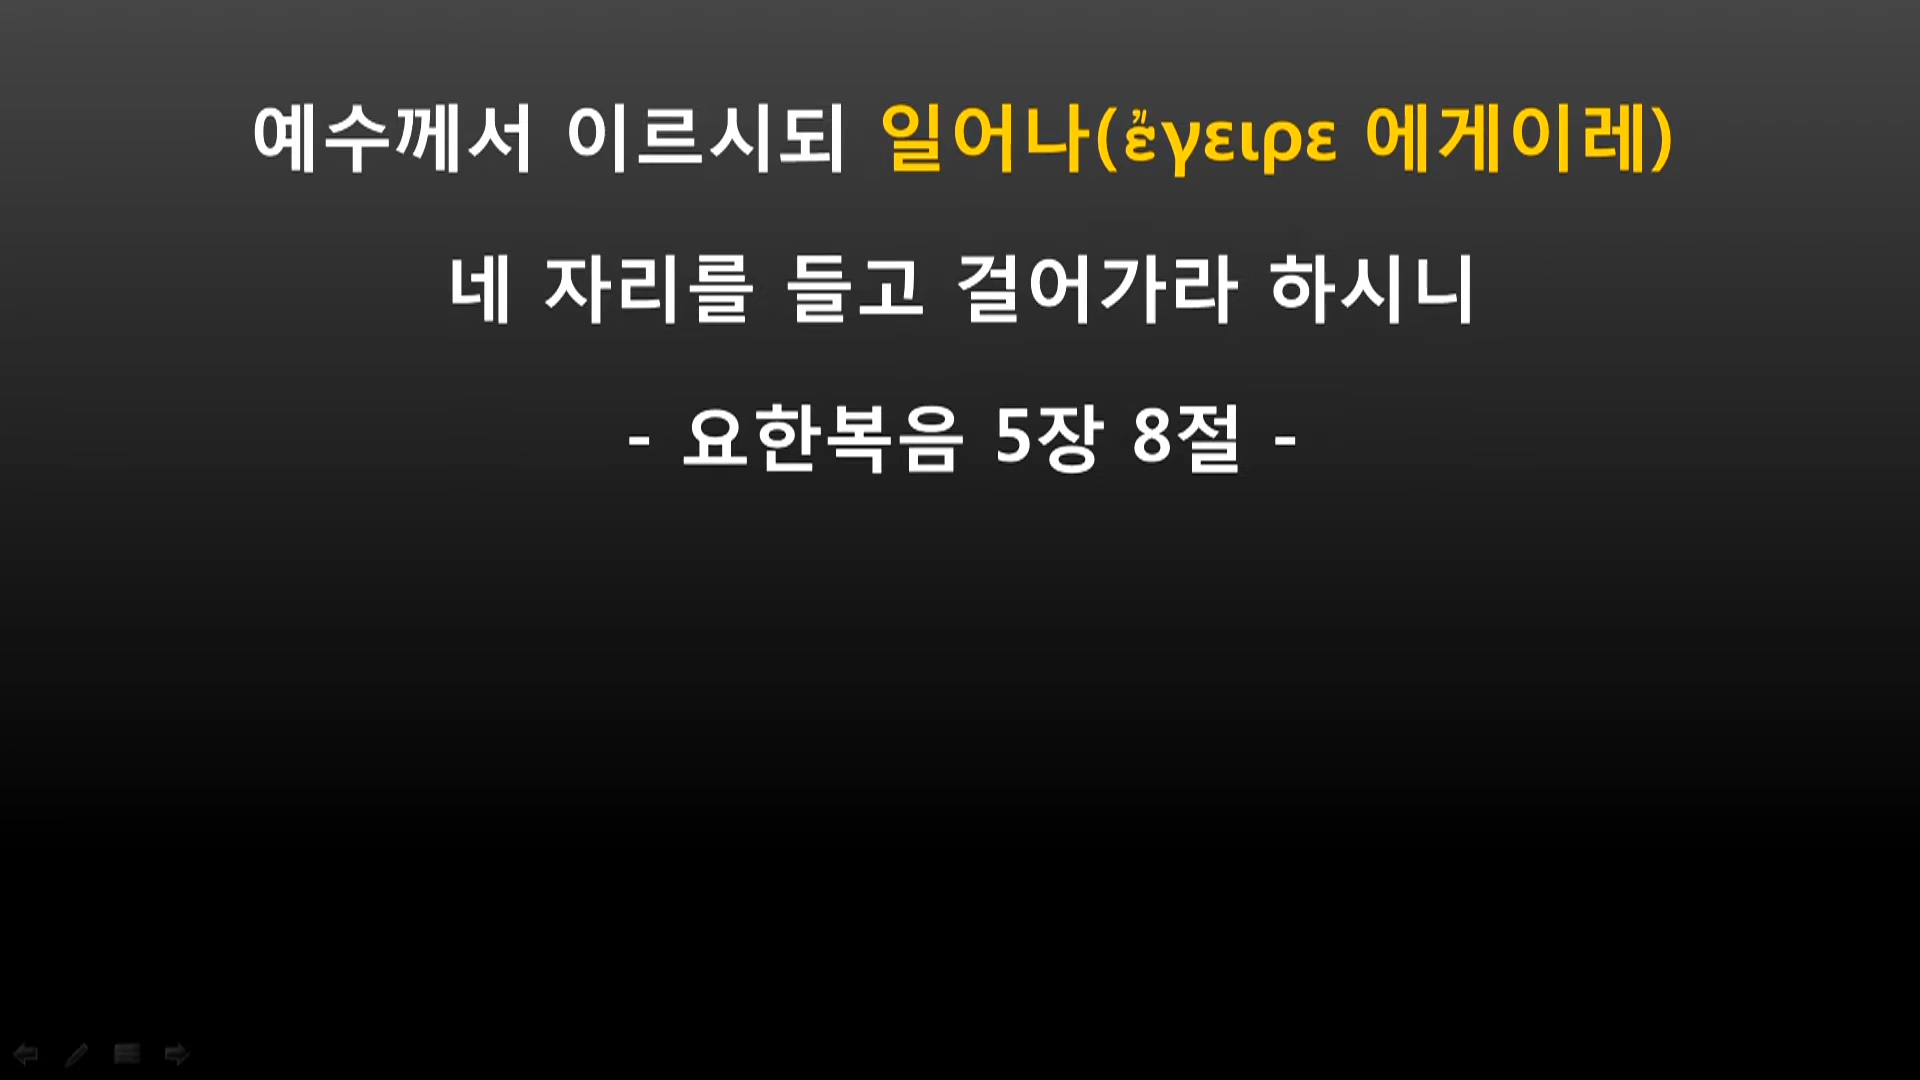 예수께서 이르시되 일어나(ἔγειρε 에게이레)
네 자리를 들고 걸어가라 하시니
- 요한복음 5장 8절 -